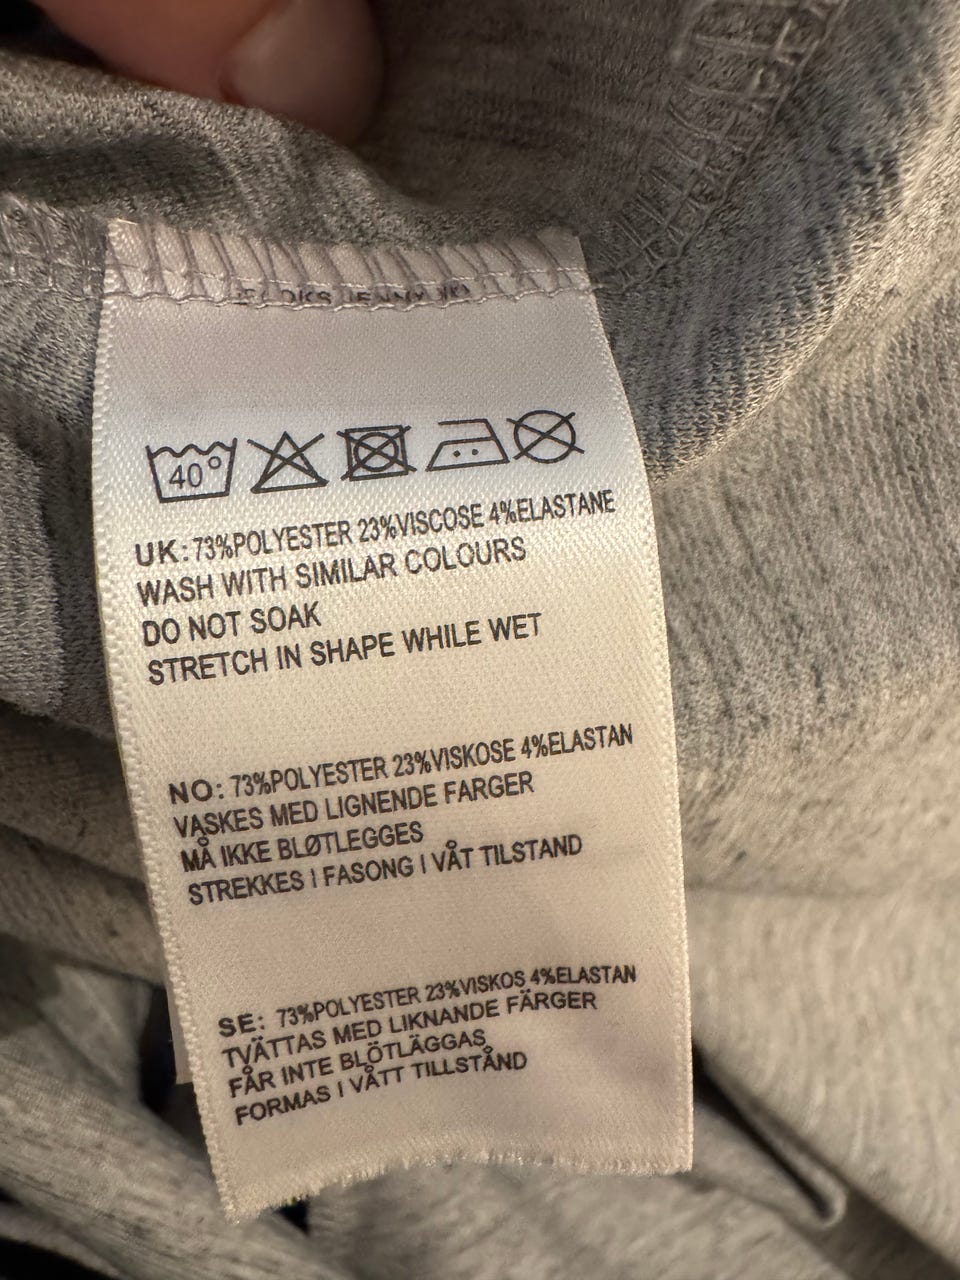 40°
UK: 73%POLYESTER 23%VISCOSE 4%ELASTANE
WASH WITH SIMILAR COLOURS
DO NOT SOAK
STRETCH IN SHAPE WHILE WET
NO: 73%POLYESTER 23%VISKOSE 4%ELASTAN
VASKES MED LIGNENDE FARGER
MÅ IKKE BLØTLEGGES
STREKKES I FASONG I VÅT TILSTAND
SE: 73%POLYESTER 23%VISKOS 4%ELASTAN
TVÄTTAS MED LIKNANDE FÄRGER
FÅR INTE BLÖTLÄGGAS
FORMAS I VÅTT TILLSTÅND